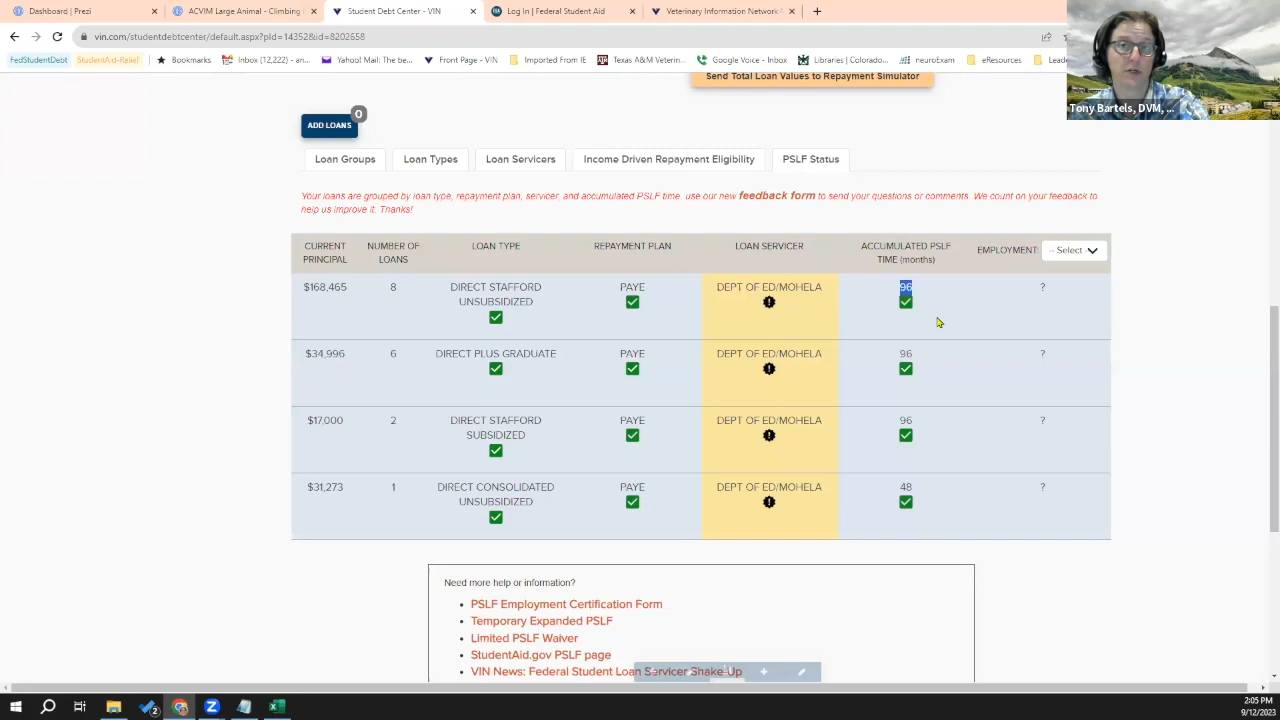 Dashboard | Prezi
ACVIM Large Animal - Climbing
Student Debt Center - VIN
Log In | Federal Student Aid
Veterinary Information Network
vin.com/studentdebtcenter/default.aspx?pId=14352&id=8202658
FedStudentDebt
StudentAid-Relief
Bookmarks
Inbox (12,222) - an...
Yahoo! Mail: The be...
Front Page - VIN
Imported From IE
Texas A&M Veterin...
Google Voice - Inbox
Libraries | Colorado...
neuroExam
eResources
Leade
Tony Bartels, DVM, ...
Send Total Loan Values to Repayment Simulator
0
ADD LOANS
Loan Groups
Loan Types
Loan Servicers
Income Driven Repayment Eligibility
PSLF Status
Your loans are grouped by loan type, repayment plan, servicer, and accumulated PSLF time. use our new feedback form to send your questions or comments. We count on your feedback to
help us improve it. Thanks!
CURRENT PRINCIPAL NUMBER OF LOANS LOAN TYPE REPAYMENT PLAN LOAN SERVICER ACCUMULATED PSLF TIME (months) EMPLOYMENT: -- Select
$168,465 8 DIRECT STAFFORD UNSUBSIDIZED PAYE DEPT OF ED/MOHELA 96 ?
$34,996 6 DIRECT PLUS GRADUATE PAYE DEPT OF ED/MOHELA 96 ?
$17,000 2 DIRECT STAFFORD SUBSIDIZED PAYE DEPT OF ED/MOHELA 96 ?
$31,273 1 DIRECT CONSOLIDATED UNSUBSIDIZED PAYE DEPT OF ED/MOHELA 48 ?
Need more help or information?
• PSLF Employment Certification Form
• Temporary Expanded PSLF
• Limited PSLF Waiver
• StudentAid.gov PSLF page
• VIN News: Federal Student Loan Servicer Shake-Up
2
2:05 PM
9/12/2023